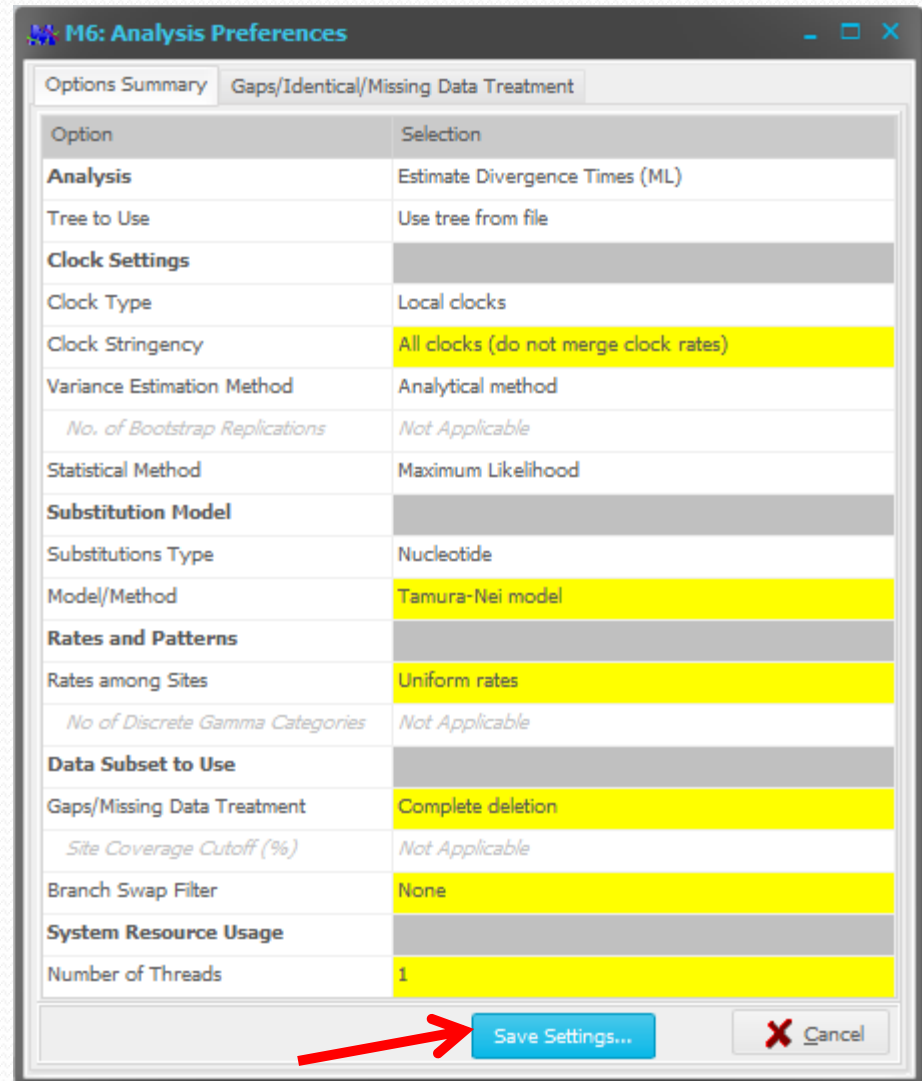 M6: Analysis Preferences
Options Summary Gaps/Identical/Missing Data Treatment
Option Selection
Analysis Estimate Divergence Times (ML)
Tree to Use Use tree from file
Clock Settings
Clock Type Local clocks
Clock Stringency All clocks (do not merge clock rates)
Variance Estimation Method Analytical method
No. of Bootstrap Replications Not Applicable
Statistical Method Maximum Likelihood
Substitution Model
Substitutions Type Nucleotide
Model/Method Tamura-Nei model
Rates and Patterns
Rates among Sites Uniform rates
No of Discrete Gamma Categories Not Applicable
Data Subset to Use
Gaps/Missing Data Treatment Complete deletion
Site Coverage Cutoff (%) Not Applicable
Branch Swap Filter None
System Resource Usage
Number of Threads 1
Save Settings... Cancel